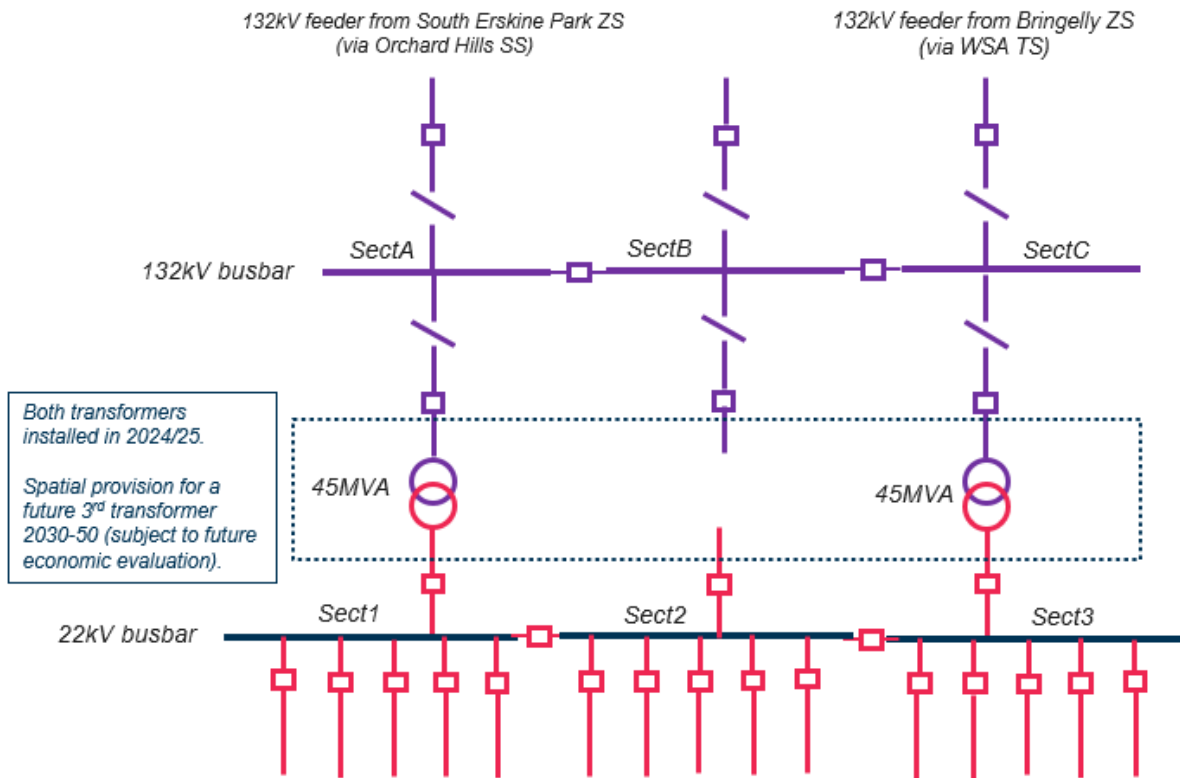 132kV feeder from South Erskine Park ZS
(via Orchard Hills SS)
132kV feeder from Bringelly ZS
(via WSA TS)
SectA
SectB
SectC
132kV busbar
Both transformers
installed in 2024/25.
Spatial provision for a
future 3rd transformer
2030-50 (subject to future
economic evaluation).
45MVA
45MVA
Sect1
Sect2
Sect3
22kV busbar